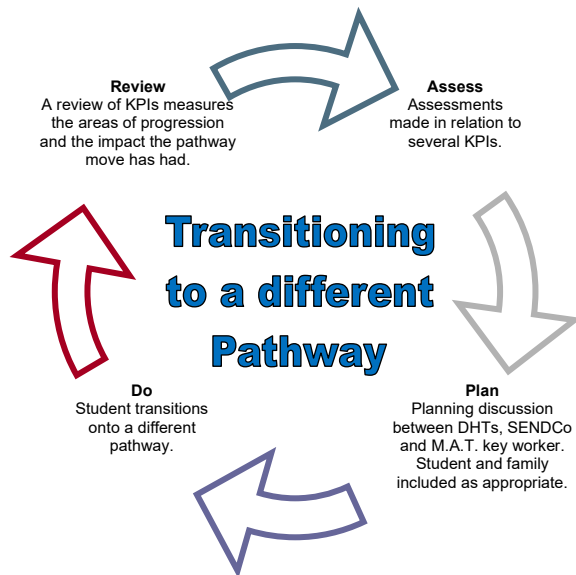 Review
A review of KPIs measures
the areas of progression
and the impact the pathway
move has had.
Assess
Assessments
made in relation to
several KPIs.
Transitioning
to a different
Pathway
Do
Student transitions
onto a different
pathway.
Plan
Planning discussion
between DHTs, SENDCo
and M.A.T. key worker.
Student and family
included as appropriate.